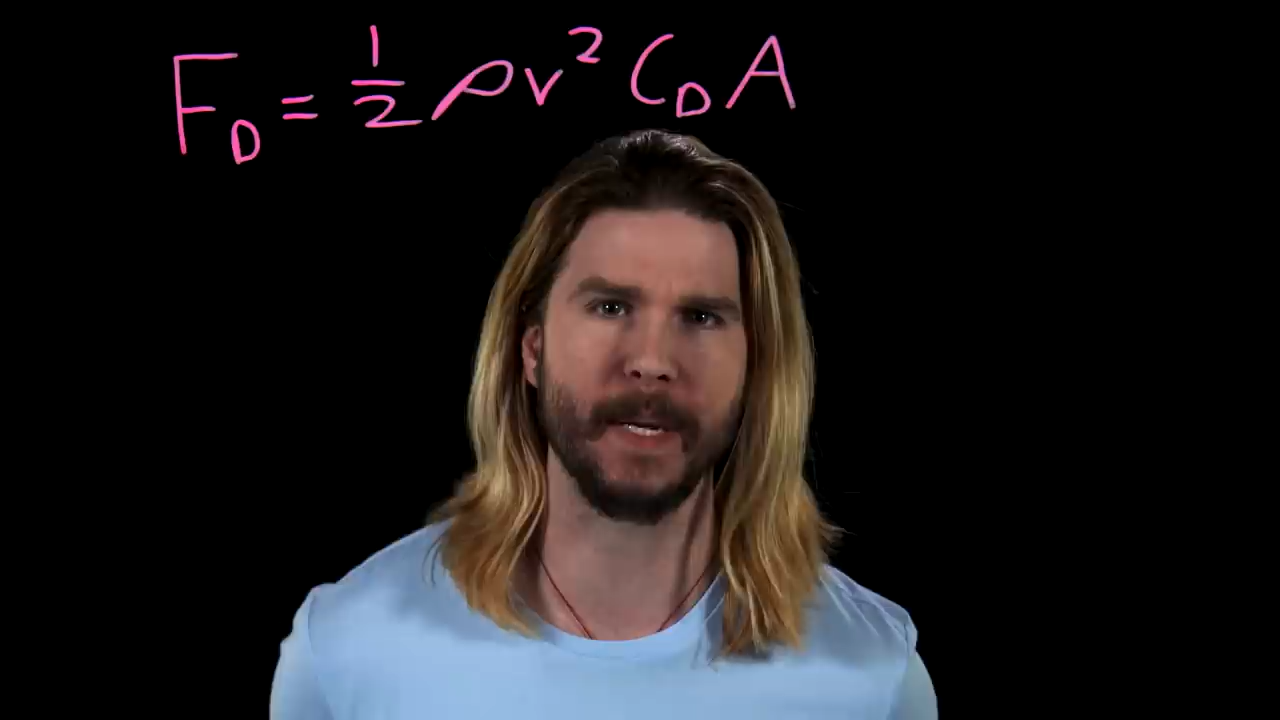 F_D = 1/2 ρv² C_D A